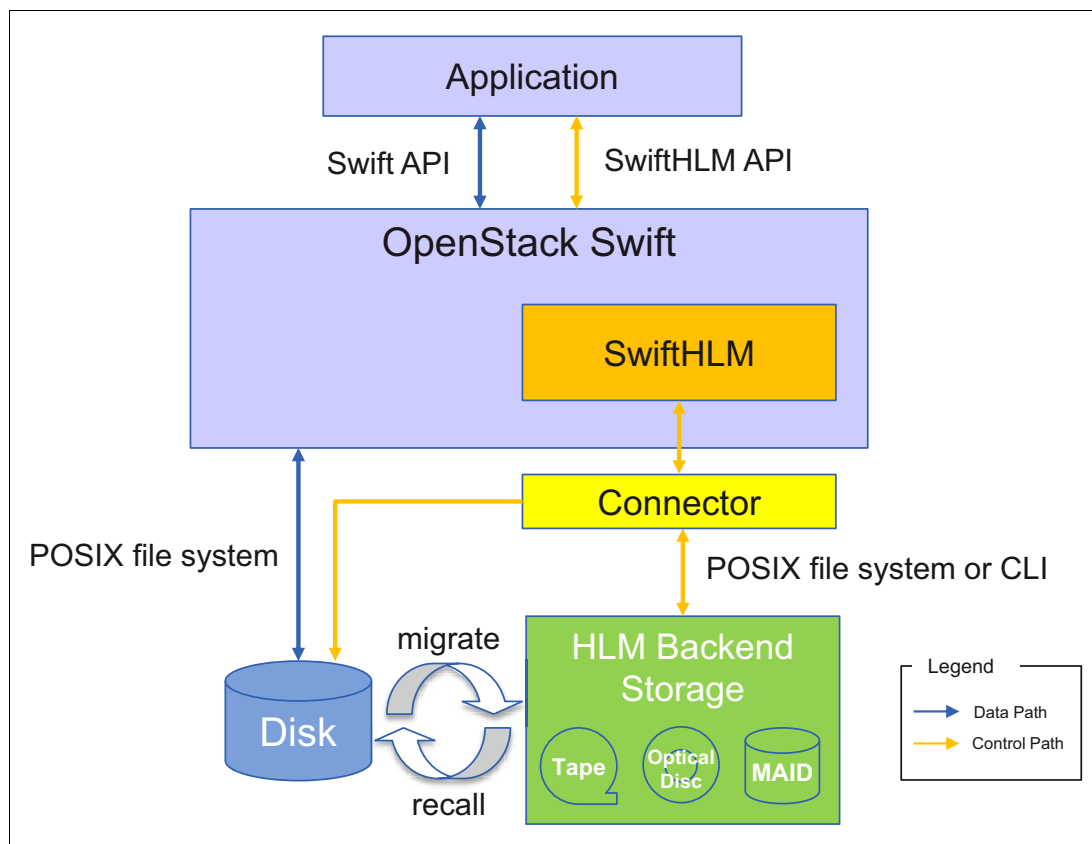 Application
Swift API
SwiftHLM API
OpenStack Swift
SwiftHLM
Connector
POSIX file system
POSIX file system or CLI
migrate
HLM Backend
Storage
Disk
Tape
Optical
Disc
MAID
recall
Legend
Data Path
Control Path